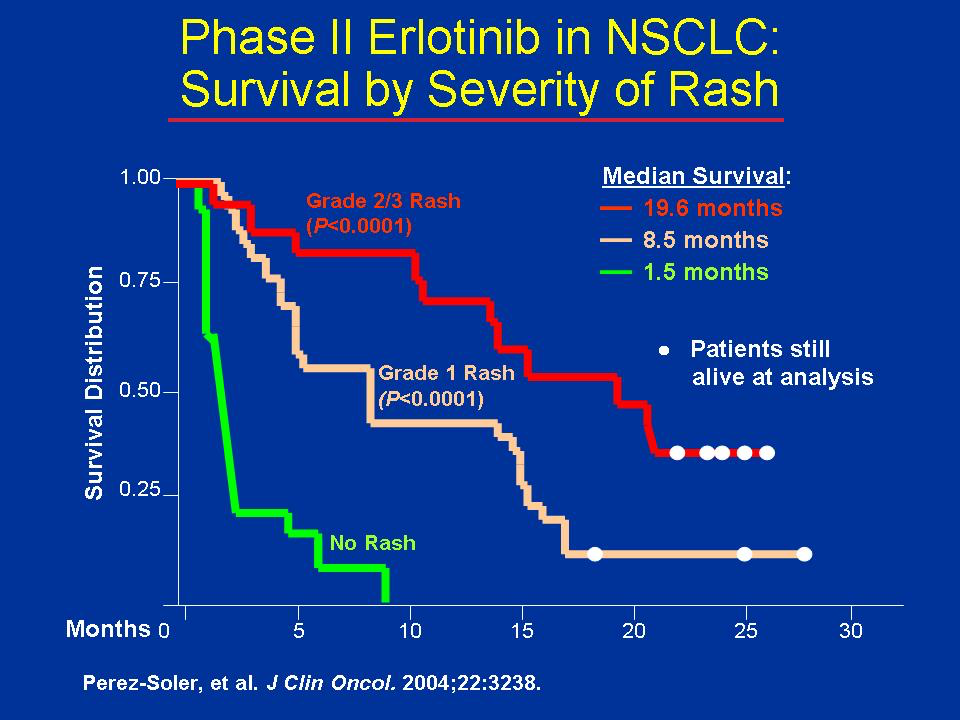 Phase II Erlotinib in NSCLC:
Survival by Severity of Rash
Median Survival:
19.6 months
8.5 months
1.5 months
Patients still
alive at analysis
Grade 2/3 Rash
(P<0.0001)
Grade 1 Rash
(P<0.0001)
No Rash
Survival Distribution
1.00
0.75
0.50
0.25
Months 0 5 10 15 20 25 30
Perez-Soler, et al. J Clin Oncol. 2004;22:3238.